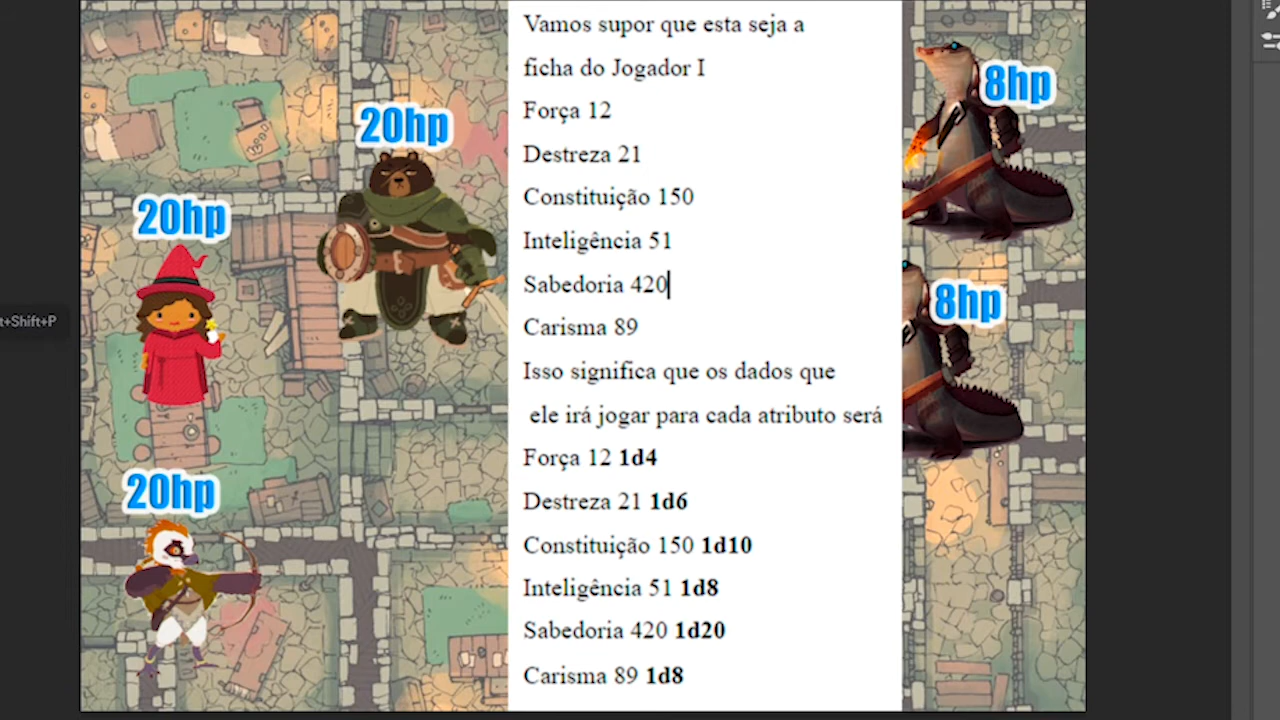 Vamos supor que esta seja a
ficha do Jogador I
Força 12
Destreza 21
Constituição 150
Inteligência 51
Sabedoria 420
Carisma 89
Isso significa que os dados que
ele irá jogar para cada atributo será
Força 12 1d4
Destreza 21 1d6
Constituição 150 1d10
Inteligência 51 1d8
Sabedoria 420 1d20
Carisma 89 1d8
20hp
20hp
20hp
8hp
8hp
t+Shift+P